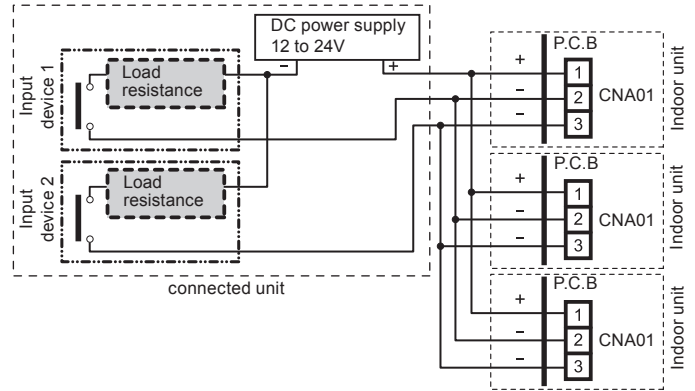 DC power supply
12 to 24V
−
+
Input
device 1
Load
resistance
Input
device 2
Load
resistance
connected unit
P.C.B
+
1
−
2
CNA01
−
3
Indoor unit
P.C.B
+
1
−
2
CNA01
−
3
Indoor unit
P.C.B
+
1
−
2
CNA01
−
3
Indoor unit